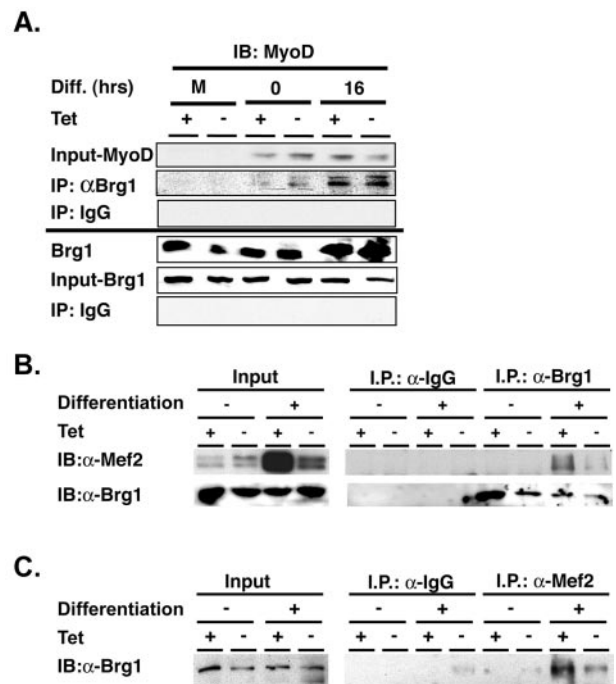 A.
IB: MyoD
Diff. (hrs) M 0 16
Tet + - + - + -
Input-MyoD
IP: αBrg1
IP: IgG
Brg1
Input-Brg1
IP: IgG
B.
Input I.P.: α-IgG I.P.: α-Brg1
Differentiation - + - + - +
Tet + - + - + - + - + - + -
IB:α-Mef2
IB:α-Brg1
C.
Input I.P.: α-IgG I.P.: α-Mef2
Differentiation - + - + - +
Tet + - + - + - + - + - + -
IB:α-Brg1